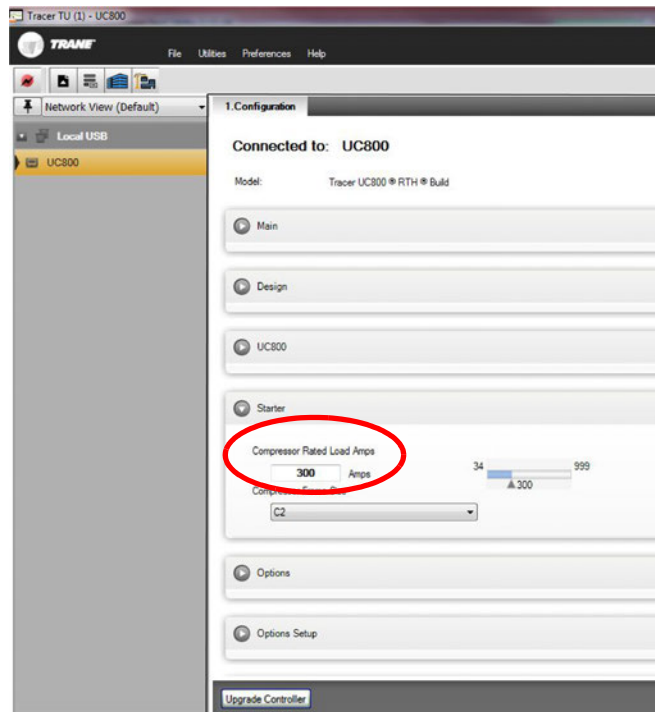 Tracer TU (1) - UC800
TRANE
File Utilities Preferences Help
Network View (Default)
1.Configuration
Local USB
Connected to: UC800
UC800
Model: Tracer UC800 ® RTH ® Build
Main
Design
UC800
Starter
Compressor Rated Load Amps
300 Amps
34 999
300
Compressor
C2
Options
Options Setup
Upgrade Controller